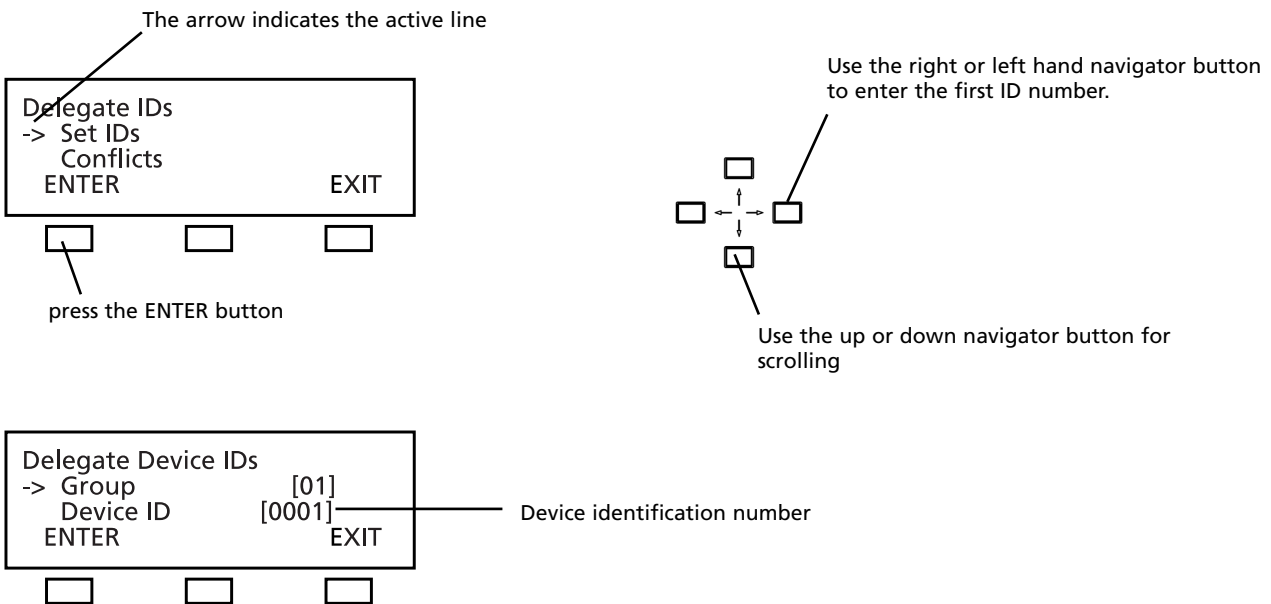 The arrow indicates the active line
Use the right or left hand navigator button
to enter the first ID number.
Delegate IDs
-> Set IDs
Conflicts
ENTER EXIT
press the ENTER button
Use the up or down navigator button for
scrolling
Delegate Device IDs
-> Group [01]
Device ID [0001]
Device identification number
ENTER EXIT